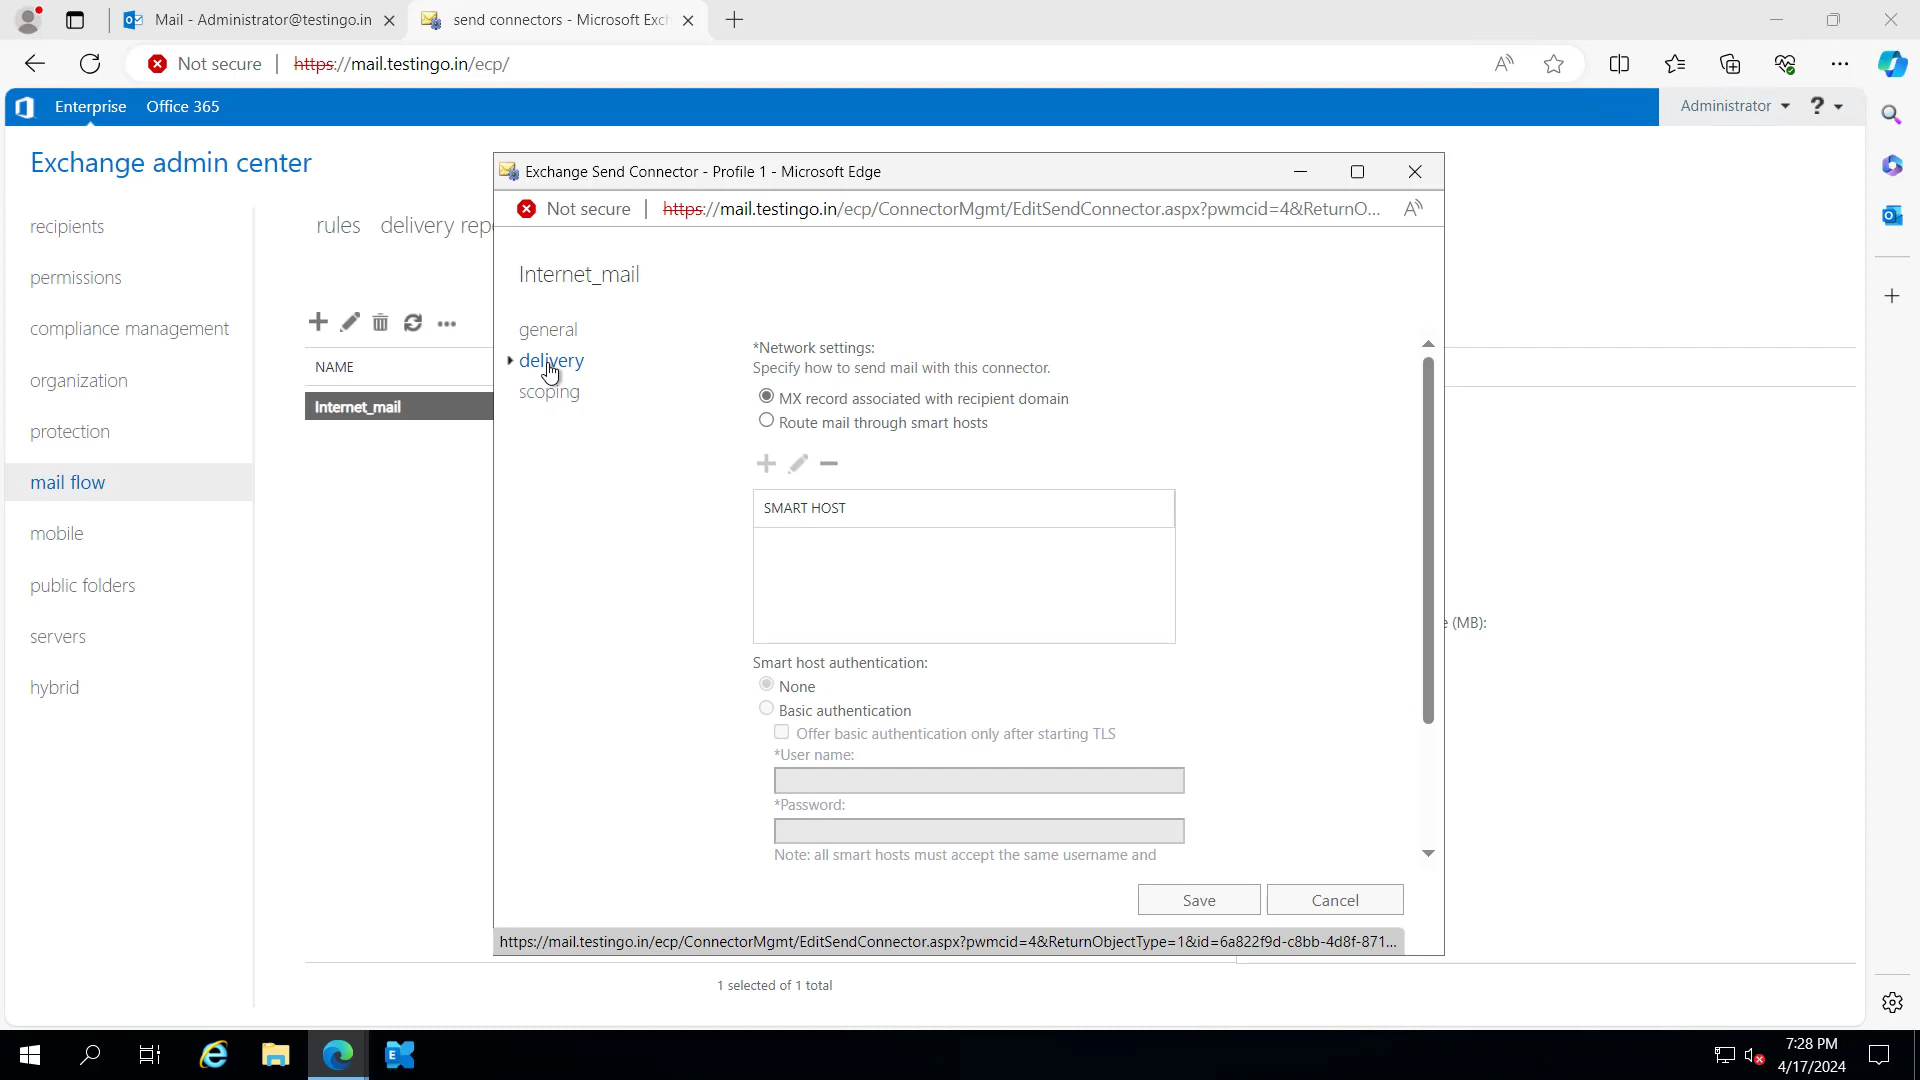 Mail - Administrator@testingo.in
send connectors - Microsoft Exch
Not secure
https://mail.testingo.in/ecp/
Enterprise
Office 365
Administrator
?
Exchange admin center
recipients
permissions
compliance management
organization
protection
mail flow
mobile
public folders
servers
hybrid
rules
delivery repo
NAME
Internet_mail
Exchange Send Connector - Profile 1 - Microsoft Edge
Not secure
https://mail.testingo.in/ecp/ConnectorMgmt/EditSendConnector.aspx?pwmcid=4&ReturnO...
Internet_mail
general
delivery
scoping
*Network settings:
Specify how to send mail with this connector.
MX record associated with recipient domain
Route mail through smart hosts
SMART HOST
Smart host authentication:
None
Basic authentication
Offer basic authentication only after starting TLS
*User name:
*Password:
Note: all smart hosts must accept the same username and
Save
Cancel
https://mail.testingo.in/ecp/ConnectorMgmt/EditSendConnector.aspx?pwmcid=4&ReturnObjectType=1&id=6a822f9d-c8bb-4d8f-871...
e (MB):
1 selected of 1 total
7:28 PM
4/17/2024